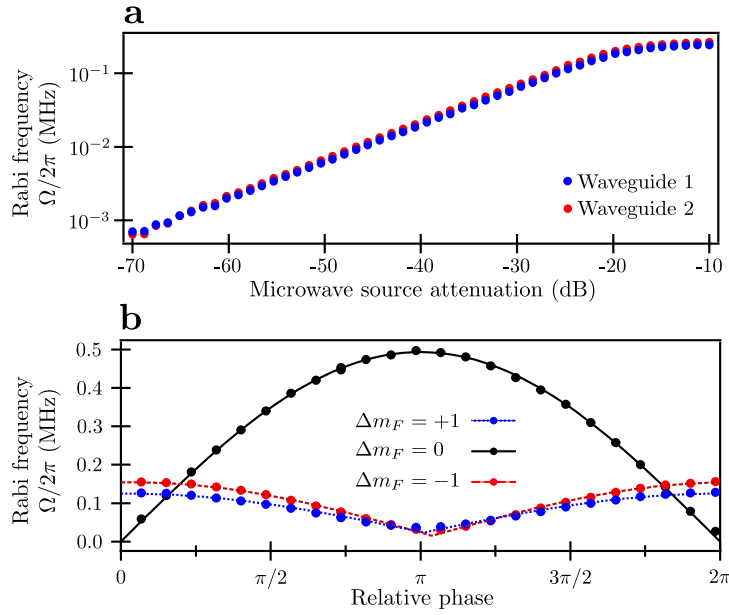 a
Rabi frequency
Ω/2π (MHz)
10⁻¹
10⁻²
10⁻³
Waveguide 1
Waveguide 2
-70 -60 -50 -40 -30 -20 -10
Microwave source attenuation (dB)
b
Rabi frequency
Ω/2π (MHz)
0.5
0.4
0.3
0.2
0.1
0.0
Δm_F = +1
Δm_F = 0
Δm_F = −1
0 π/2 π 3π/2 2π
Relative phase